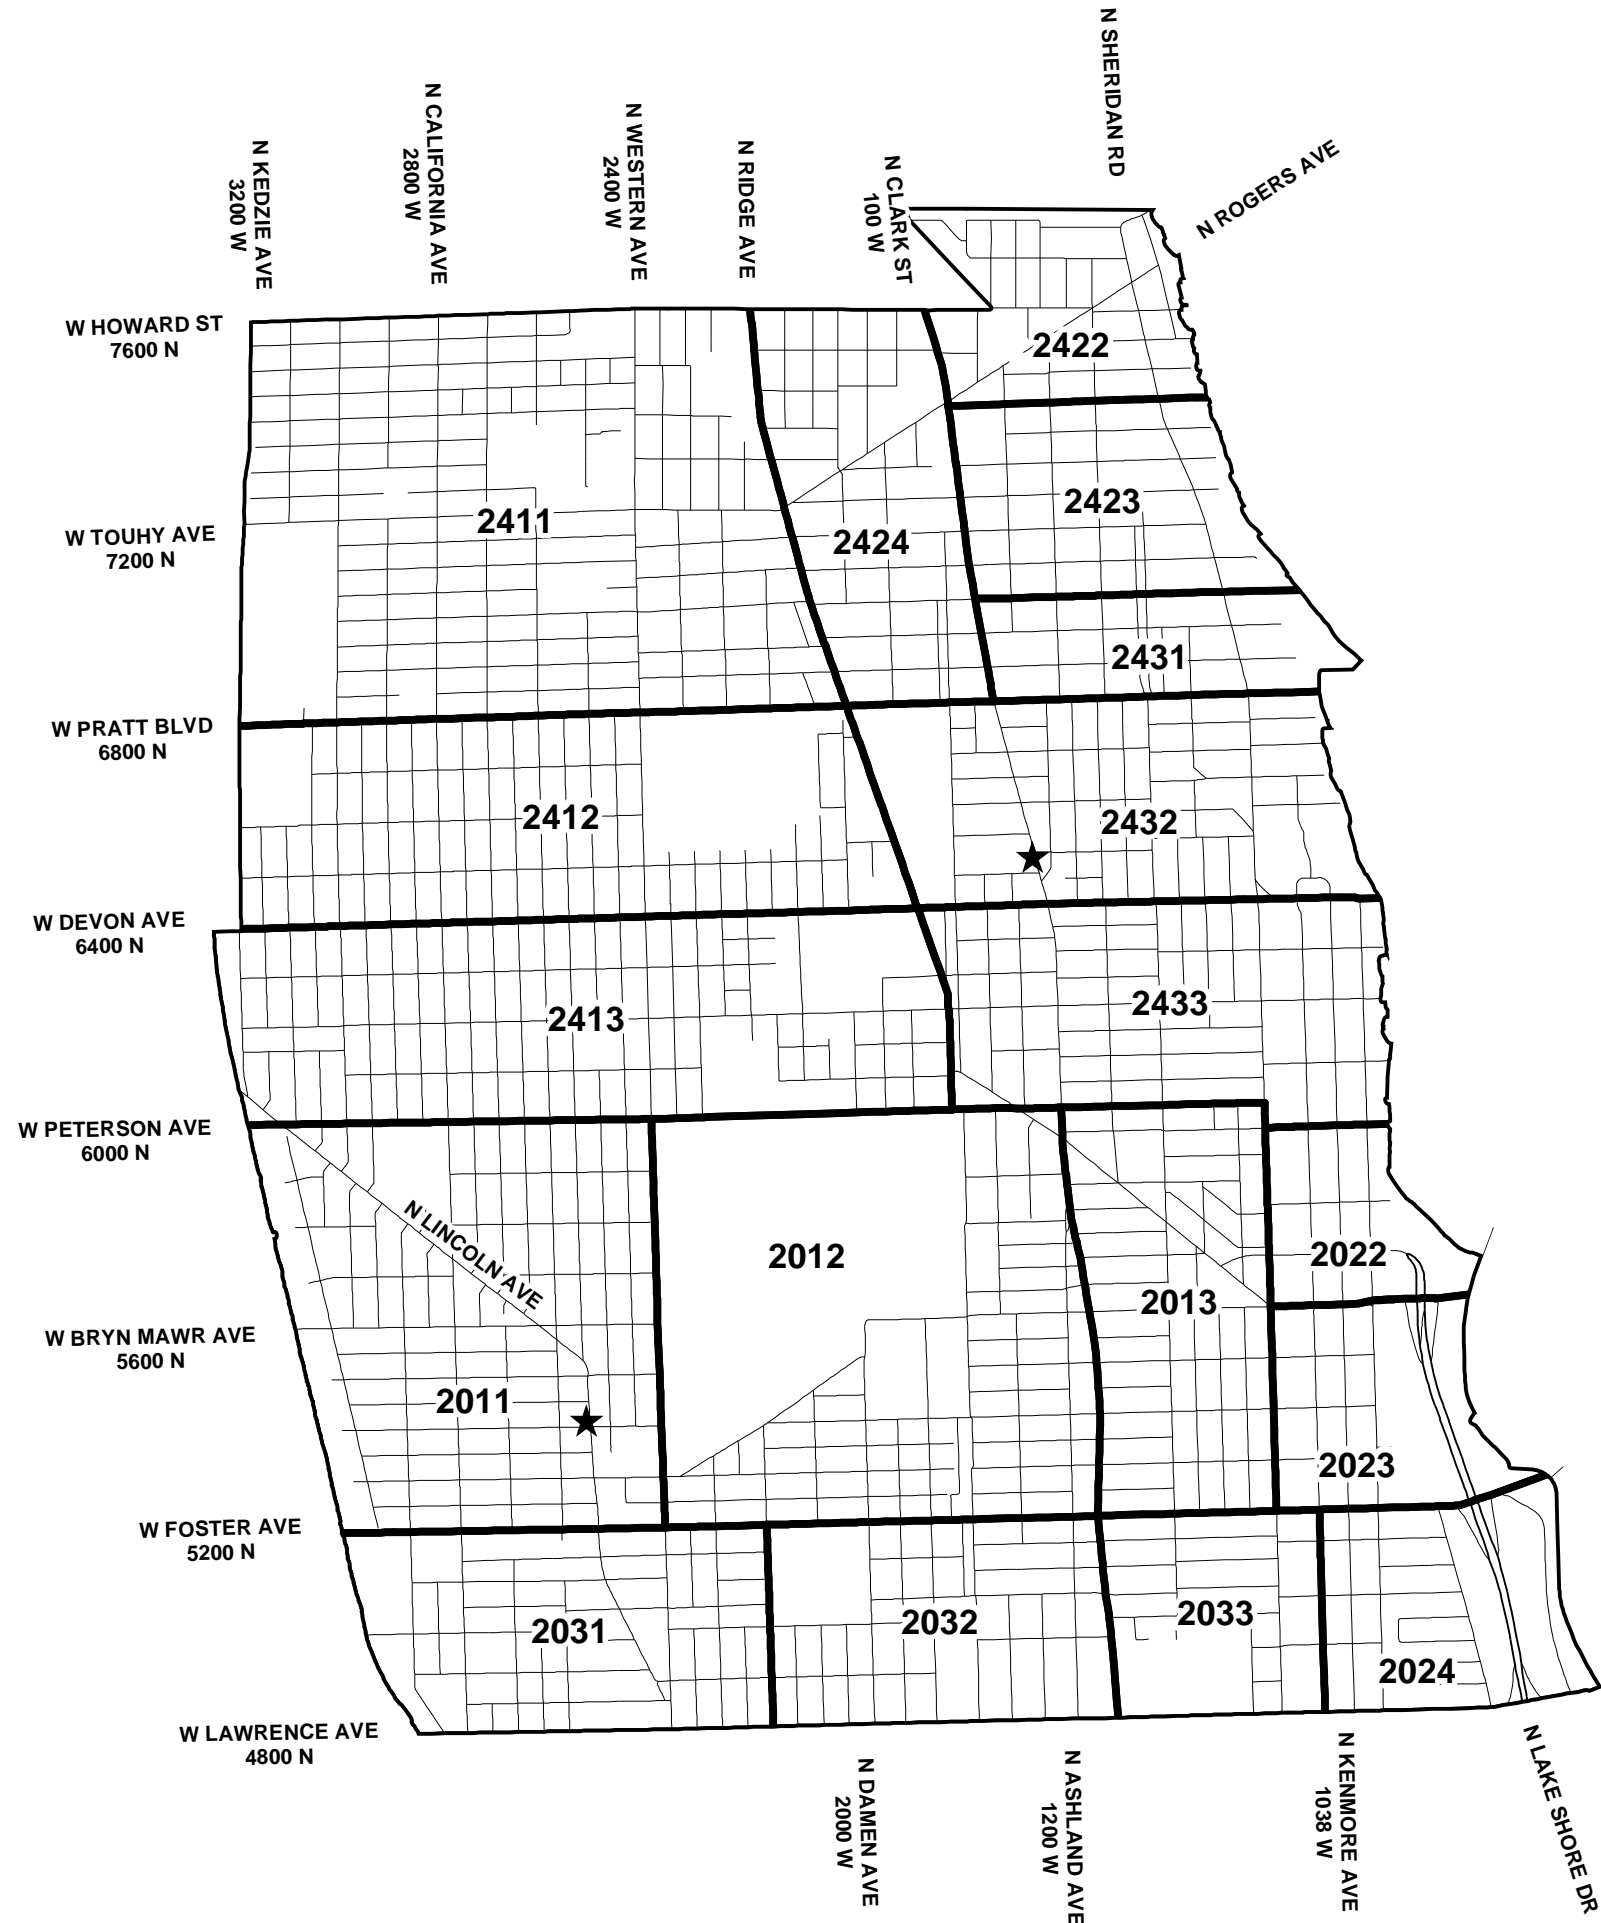 N SHERIDAN RD
N ROGERS AVE
N KEDZIE AVE
3200 W
N CALIFORNIA AVE
2800 W
N WESTERN AVE
2400 W
N RIDGE AVE
N CLARK ST
100 W
W HOWARD ST
7600 N
2422
2423
W TOUHY AVE
7200 N
2411
2424
2431
W PRATT BLVD
6800 N
2412
2432
W DEVON AVE
6400 N
2413
2433
W PETERSON AVE
6000 N
N LINCOLN AVE
2012
2022
2013
W BRYN MAWR AVE
5600 N
2011
2023
W FOSTER AVE
5200 N
2031
2032
2033
2024
W LAWRENCE AVE
4800 N
N DAMEN AVE
2000 W
N ASHLAND AVE
1200 W
N KENMORE AVE
1038 W
N LAKE SHORE DR